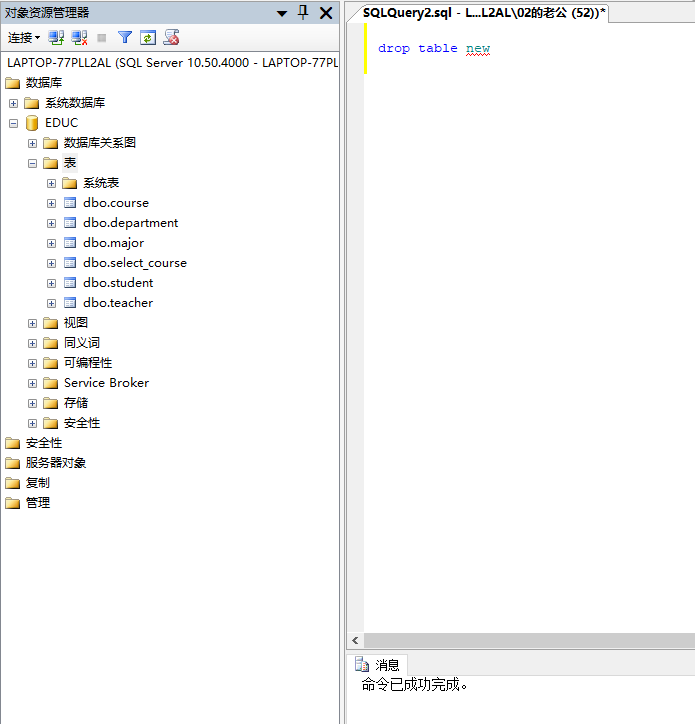 对象资源管理器
连接
LAPTOP-77PLL2AL (SQL Server 10.50.4000 - LAPTOP-77PL
数据库
系统数据库
EDUC
数据库关系图
表
系统表
dbo.course
dbo.department
dbo.major
dbo.select_course
dbo.student
dbo.teacher
视图
同义词
可编程性
Service Broker
存储
安全性
安全性
服务器对象
复制
管理
SQLQuery2.sql - L...L2AL\02的老公 (52))*
drop table new
消息
命令已成功完成。